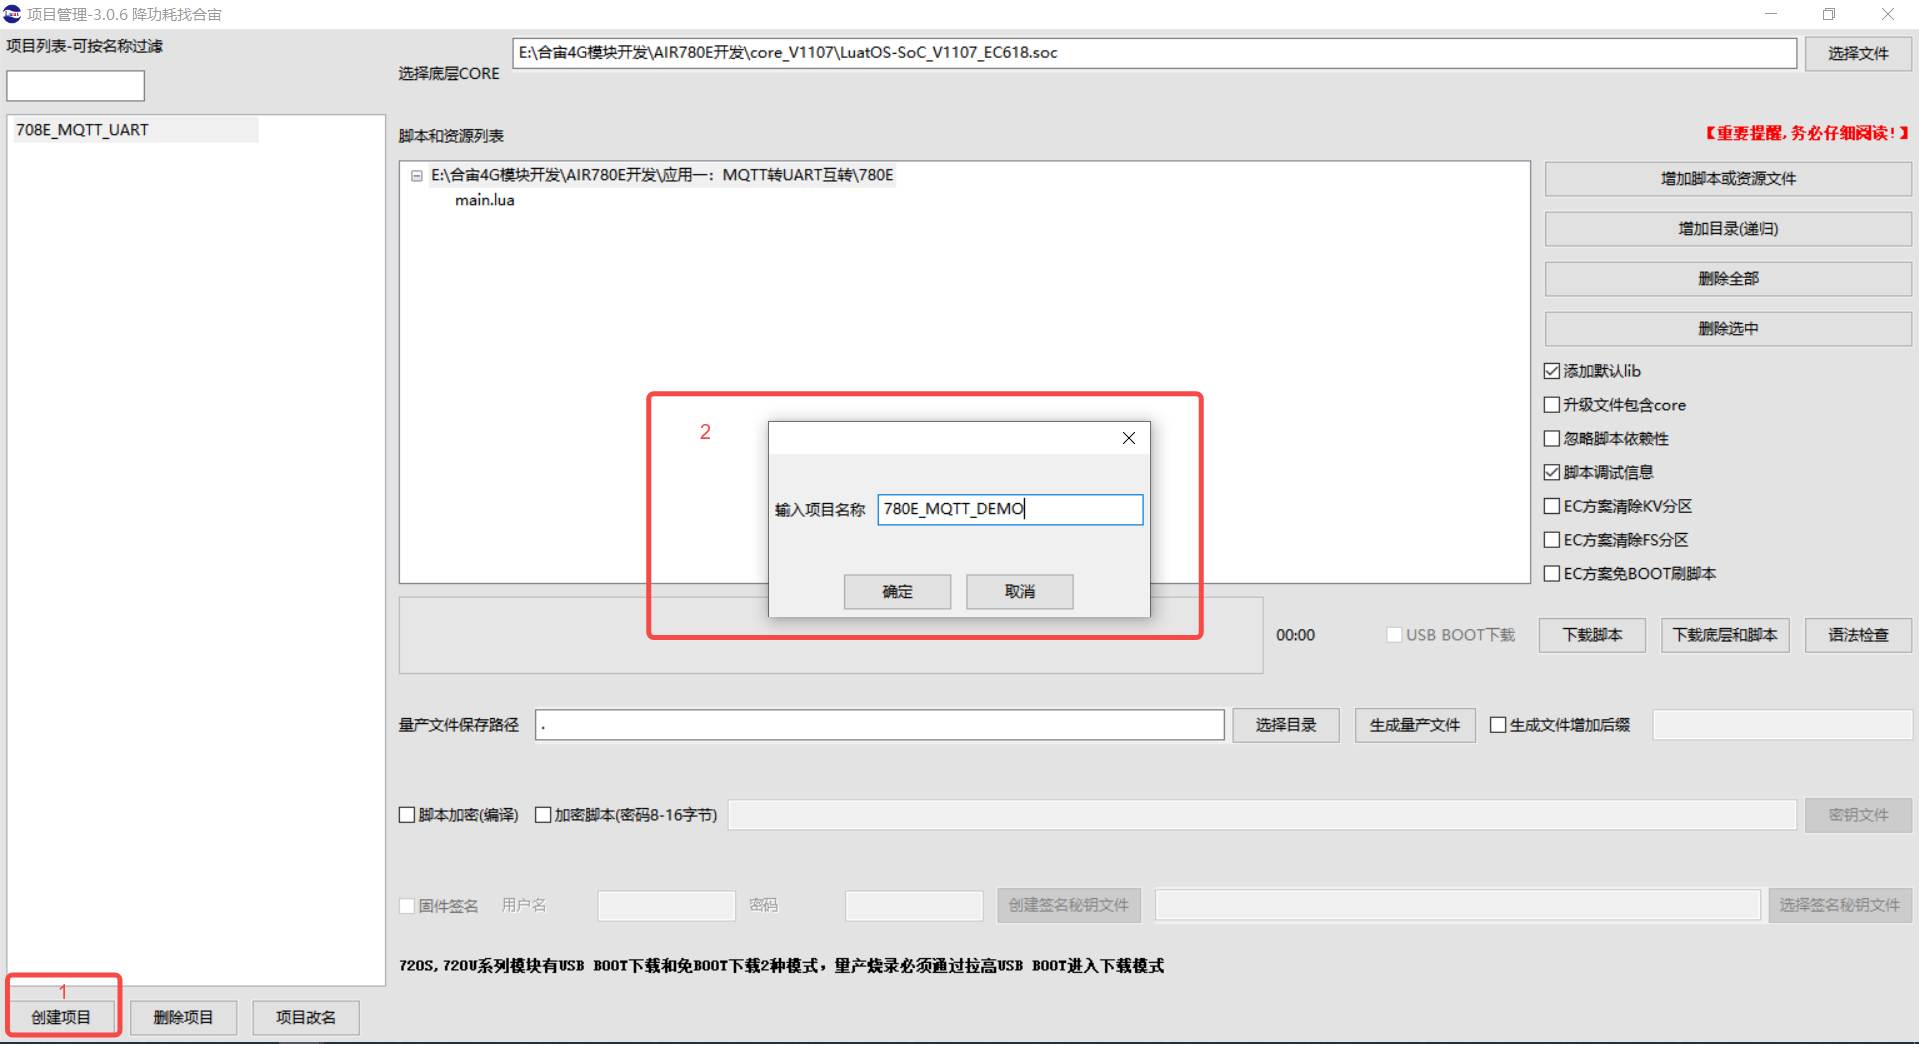 项目管理-3.0.6 降功耗找合宙
项目列表-可按名称过滤
选择底层CORE
E:\合宙4G模块开发\AIR780E开发\core_V1107\LuatOS-SoC_V1107_EC618.soc
选择文件
708E_MQTT_UART
脚本和资源列表
【重要提醒,务必仔细阅读!】
E:\合宙4G模块开发\AIR780E开发\应用一：MQTT转UART互转\780E
main.lua
增加脚本或资源文件
增加目录(递归)
删除全部
删除选中
添加默认lib
升级文件包含core
忽略脚本依赖性
脚本调试信息
EC方案清除KV分区
EC方案清除FS分区
EC方案免BOOT刷脚本
2
输入项目名称
780E_MQTT_DEMO
确定
取消
00:00
USB BOOT下载
下载脚本
下载底层和脚本
语法检查
量产文件保存路径
.
选择目录
生成量产文件
生成文件增加后缀
脚本加密(编译)
加密脚本(密码8-16字节)
密钥文件
固件签名
用户名
密码
创建签名秘钥文件
选择签名秘钥文件
720S,720U系列模块有USB BOOT下载和免BOOT下载2种模式，量产烧录必须通过拉高USB BOOT进入下载模式
1
创建项目
删除项目
项目改名